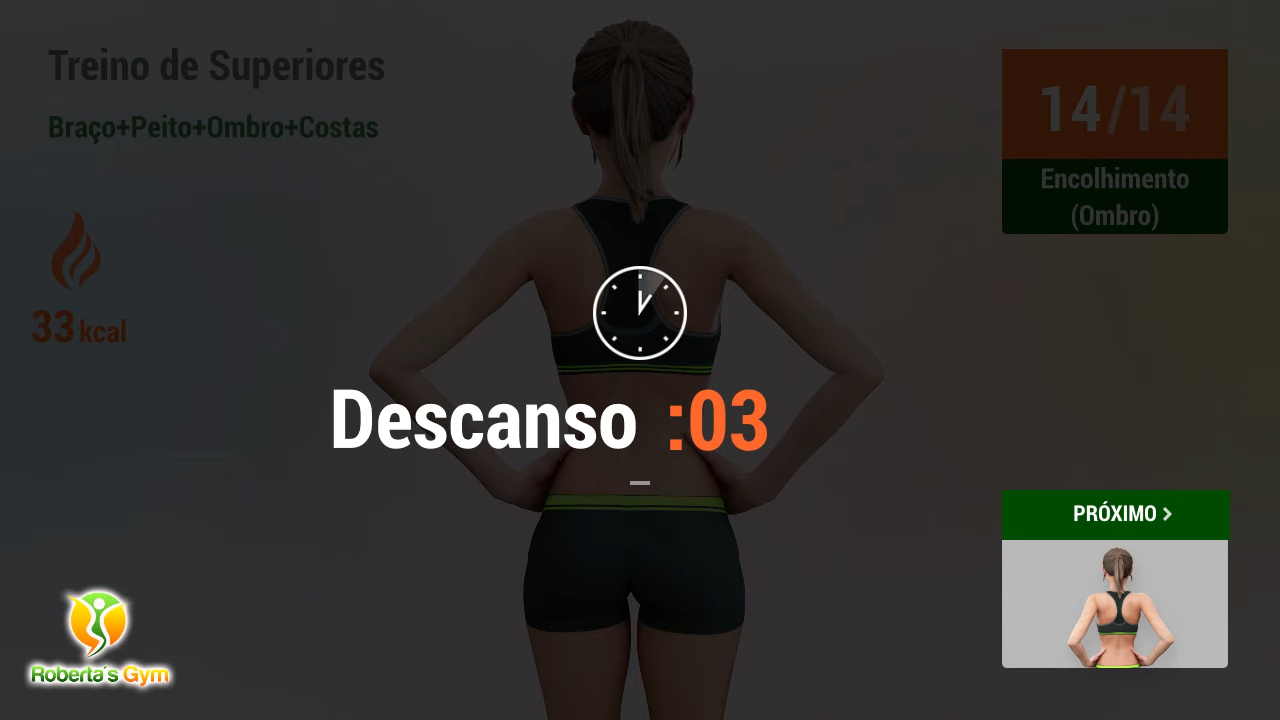 Treino de Superiores
Braço+Peito+Ombro+Costas
14/14
Encolhimento
(Ombro)
33 kcal
Descanso :03
PRÓXIMO >
Roberta´s Gym